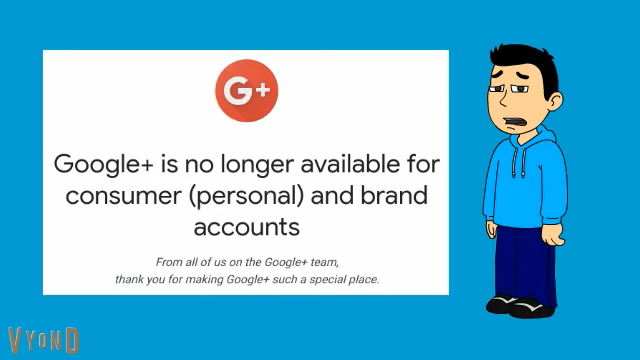 G+
Google+ is no longer available for
consumer (personal) and brand
accounts
From all of us on the Google+ team,
thank you for making Google+ such a special place.
VYOND